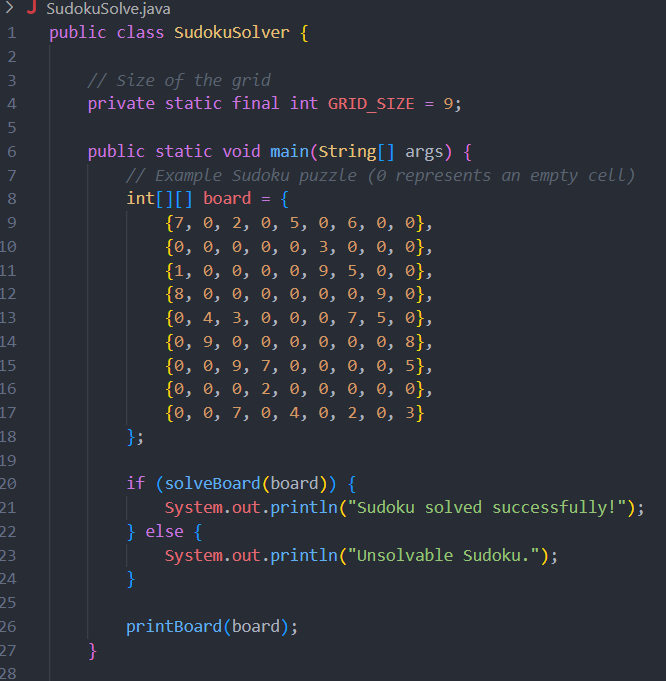 SudokuSolve.java
1 public class SudokuSolver {
2
3 // Size of the grid
4 private static final int GRID_SIZE = 9;
5
6 public static void main(String[] args) {
7 // Example Sudoku puzzle (0 represents an empty cell)
8 int[][] board = {
9 {7, 0, 2, 0, 5, 0, 6, 0, 0},
10 {0, 0, 0, 0, 0, 3, 0, 0, 0},
11 {1, 0, 0, 0, 0, 9, 5, 0, 0},
12 {8, 0, 0, 0, 0, 0, 0, 9, 0},
13 {0, 4, 3, 0, 0, 0, 7, 5, 0},
14 {0, 9, 0, 0, 0, 0, 0, 0, 8},
15 {0, 0, 9, 7, 0, 0, 0, 0, 5},
16 {0, 0, 0, 2, 0, 0, 0, 0, 0},
17 {0, 0, 7, 0, 4, 0, 2, 0, 3}
18 };
19
20 if (solveBoard(board)) {
21 System.out.println("Sudoku solved successfully!");
22 } else {
23 System.out.println("Unsolvable Sudoku.");
24 }
25
26 printBoard(board);
27 }
28